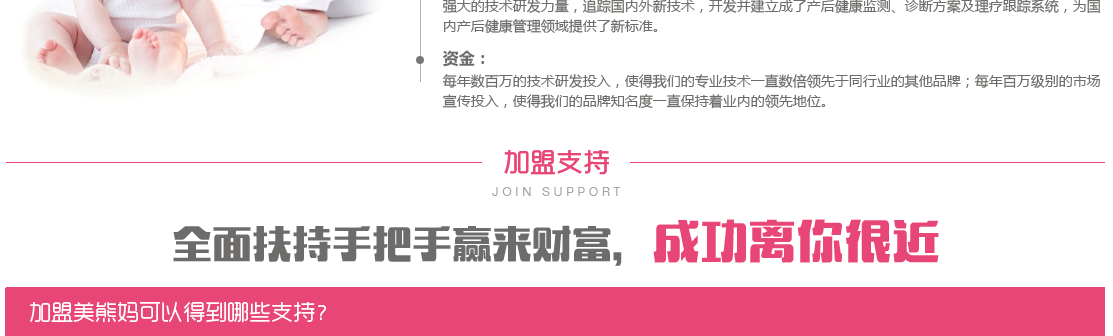 强大的技术研发力量，追踪国内外新技术，开发并建立成了产后健康监测、诊断方案及理疗跟踪系统，为国
内产后健康管理领域提供了新标准。
资金：
每年数百万的技术研发投入，使得我们的专业技术一直数倍领先于同行业的其他品牌；每年百万级别的市场
宣传投入，使得我们的品牌知名度一直保持着业内的领先地位。
加盟支持
JOIN SUPPORT
全面扶持手把手赢来财富，成功离你很近
加盟美熊妈可以得到哪些支持？